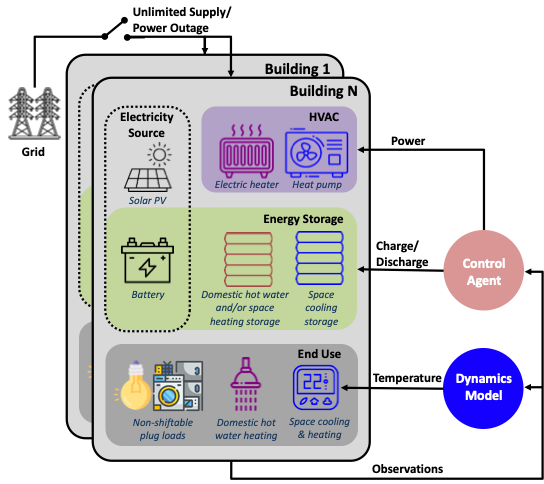 Unlimited Supply/
Power Outage
Grid
Building 1
Building N
Electricity
Source
Solar PV
HVAC
Electric heater
Heat pump
Power
Energy Storage
Battery
Domestic hot water
and/or space
heating storage
Space
cooling
storage
Charge/
Discharge
Control
Agent
End Use
22°
Non-shiftable
plug loads
Domestic hot
water heating
Space cooling
& heating
Temperature
Dynamics
Model
Observations